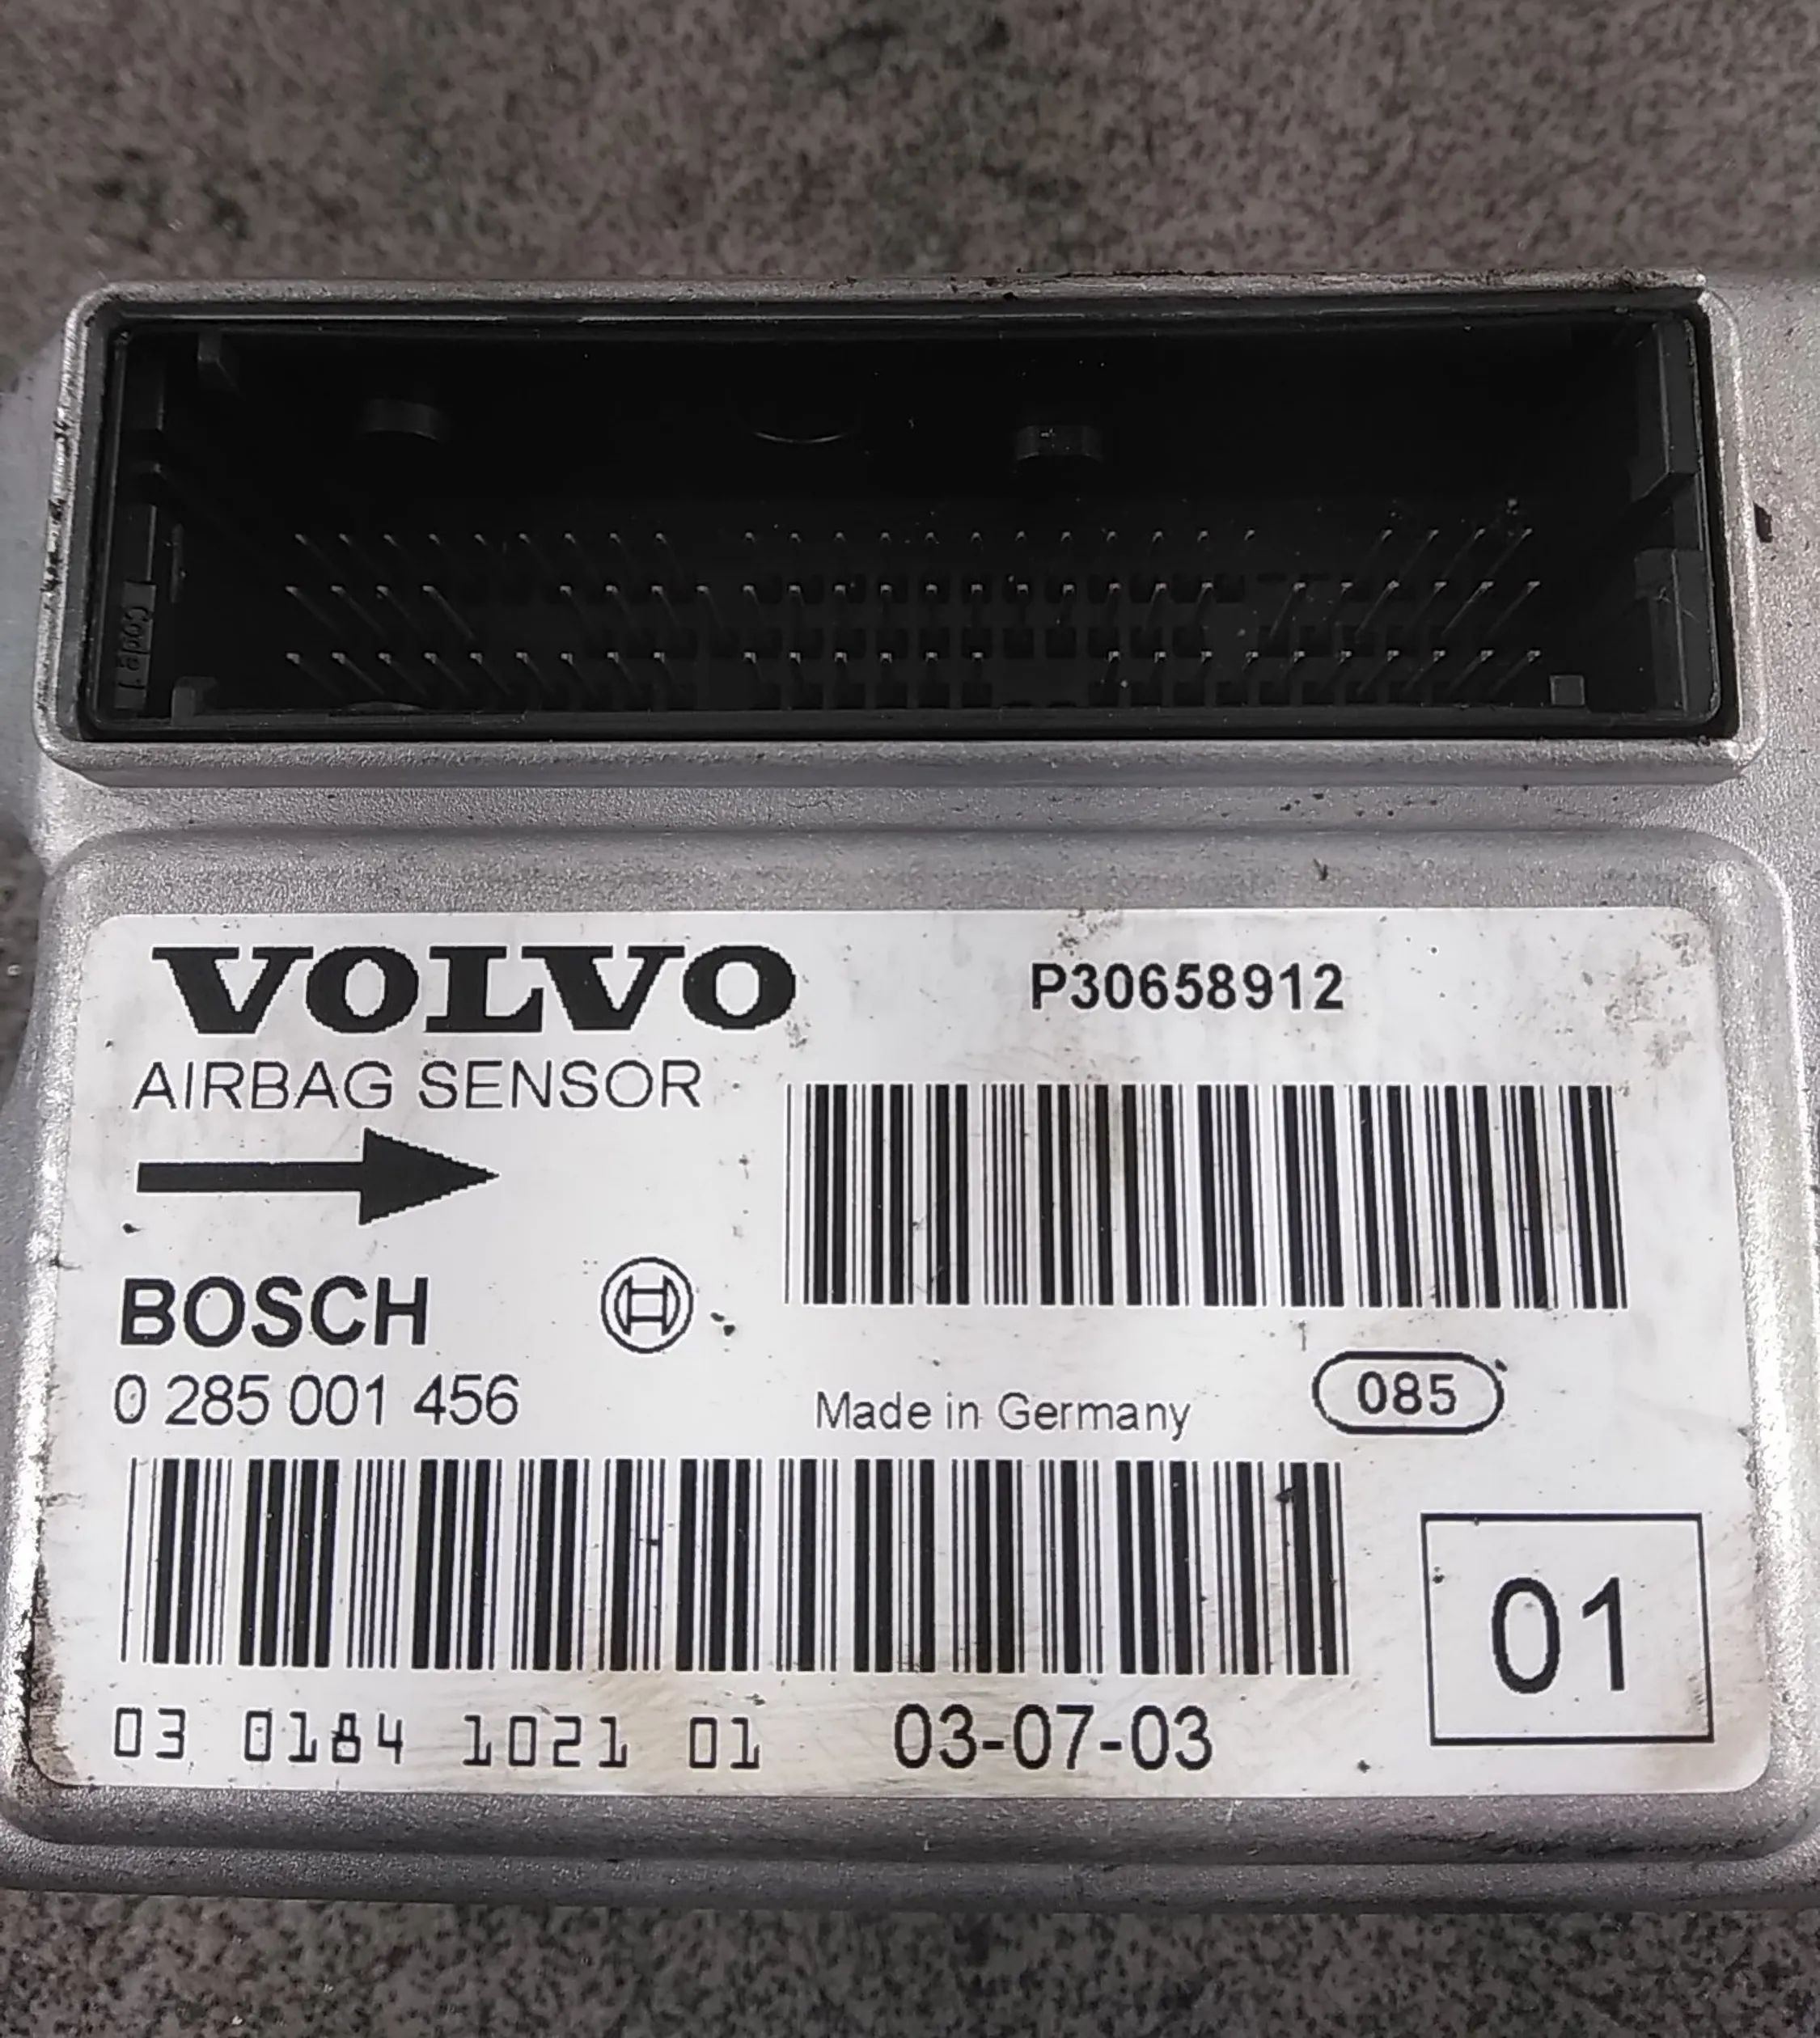 VOLVO
P30658912
AIRBAG SENSOR
BOSCH
0 285 001 456
Made in Germany
085
01
03 0184 1021 01 03-07-03